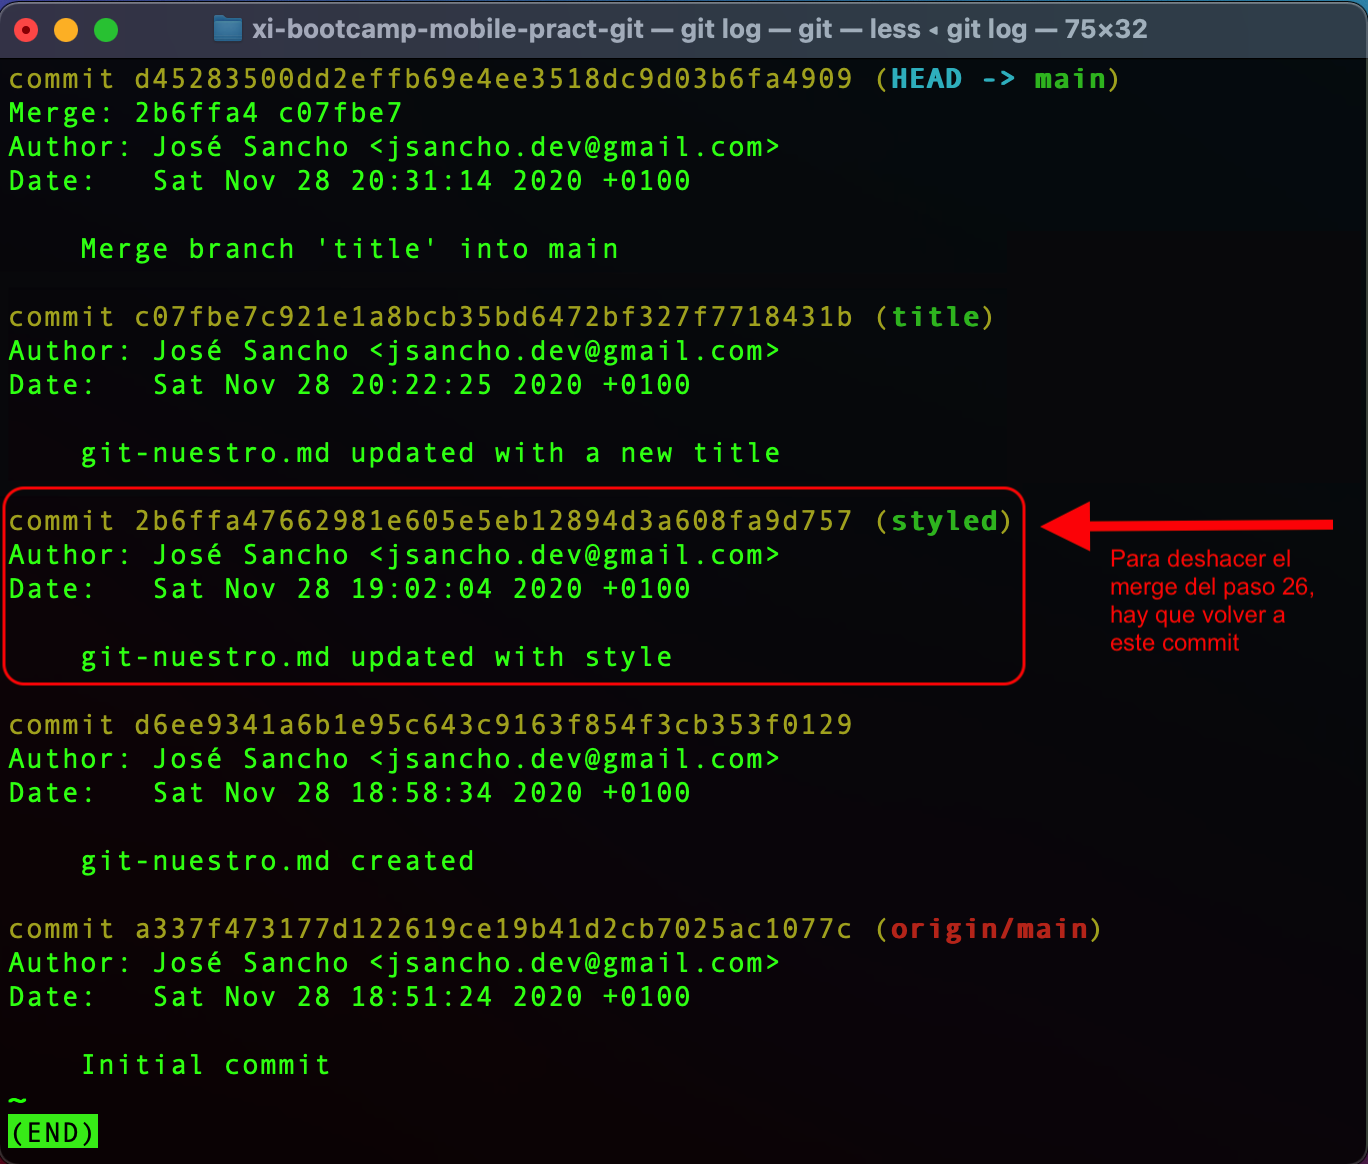 xi-bootcamp-mobile-pract-git — git log — git — less ◂ git log — 75×32
commit d45283500dd2effb69e4ee3518dc9d03b6fa4909 (HEAD -> main)
Merge: 2b6ffa4 c07fbe7
Author: José Sancho <jsancho.dev@gmail.com>
Date:   Sat Nov 28 20:31:14 2020 +0100
    Merge branch 'title' into main
commit c07fbe7c921e1a8bcb35bd6472bf327f7718431b (title)
Author: José Sancho <jsancho.dev@gmail.com>
Date:   Sat Nov 28 20:22:25 2020 +0100
    git-nuestro.md updated with a new title
commit 2b6ffa47662981e605e5eb12894d3a608fa9d757 (styled)
Author: José Sancho <jsancho.dev@gmail.com>
Date:   Sat Nov 28 19:02:04 2020 +0100
    git-nuestro.md updated with style
Para deshacer el
merge del paso 26,
hay que volver a
este commit
commit d6ee9341a6b1e95c643c9163f854f3cb353f0129
Author: José Sancho <jsancho.dev@gmail.com>
Date:   Sat Nov 28 18:58:34 2020 +0100
    git-nuestro.md created
commit a337f473177d122619ce19b41d2cb7025ac1077c (origin/main)
Author: José Sancho <jsancho.dev@gmail.com>
Date:   Sat Nov 28 18:51:24 2020 +0100
    Initial commit
~
(END)